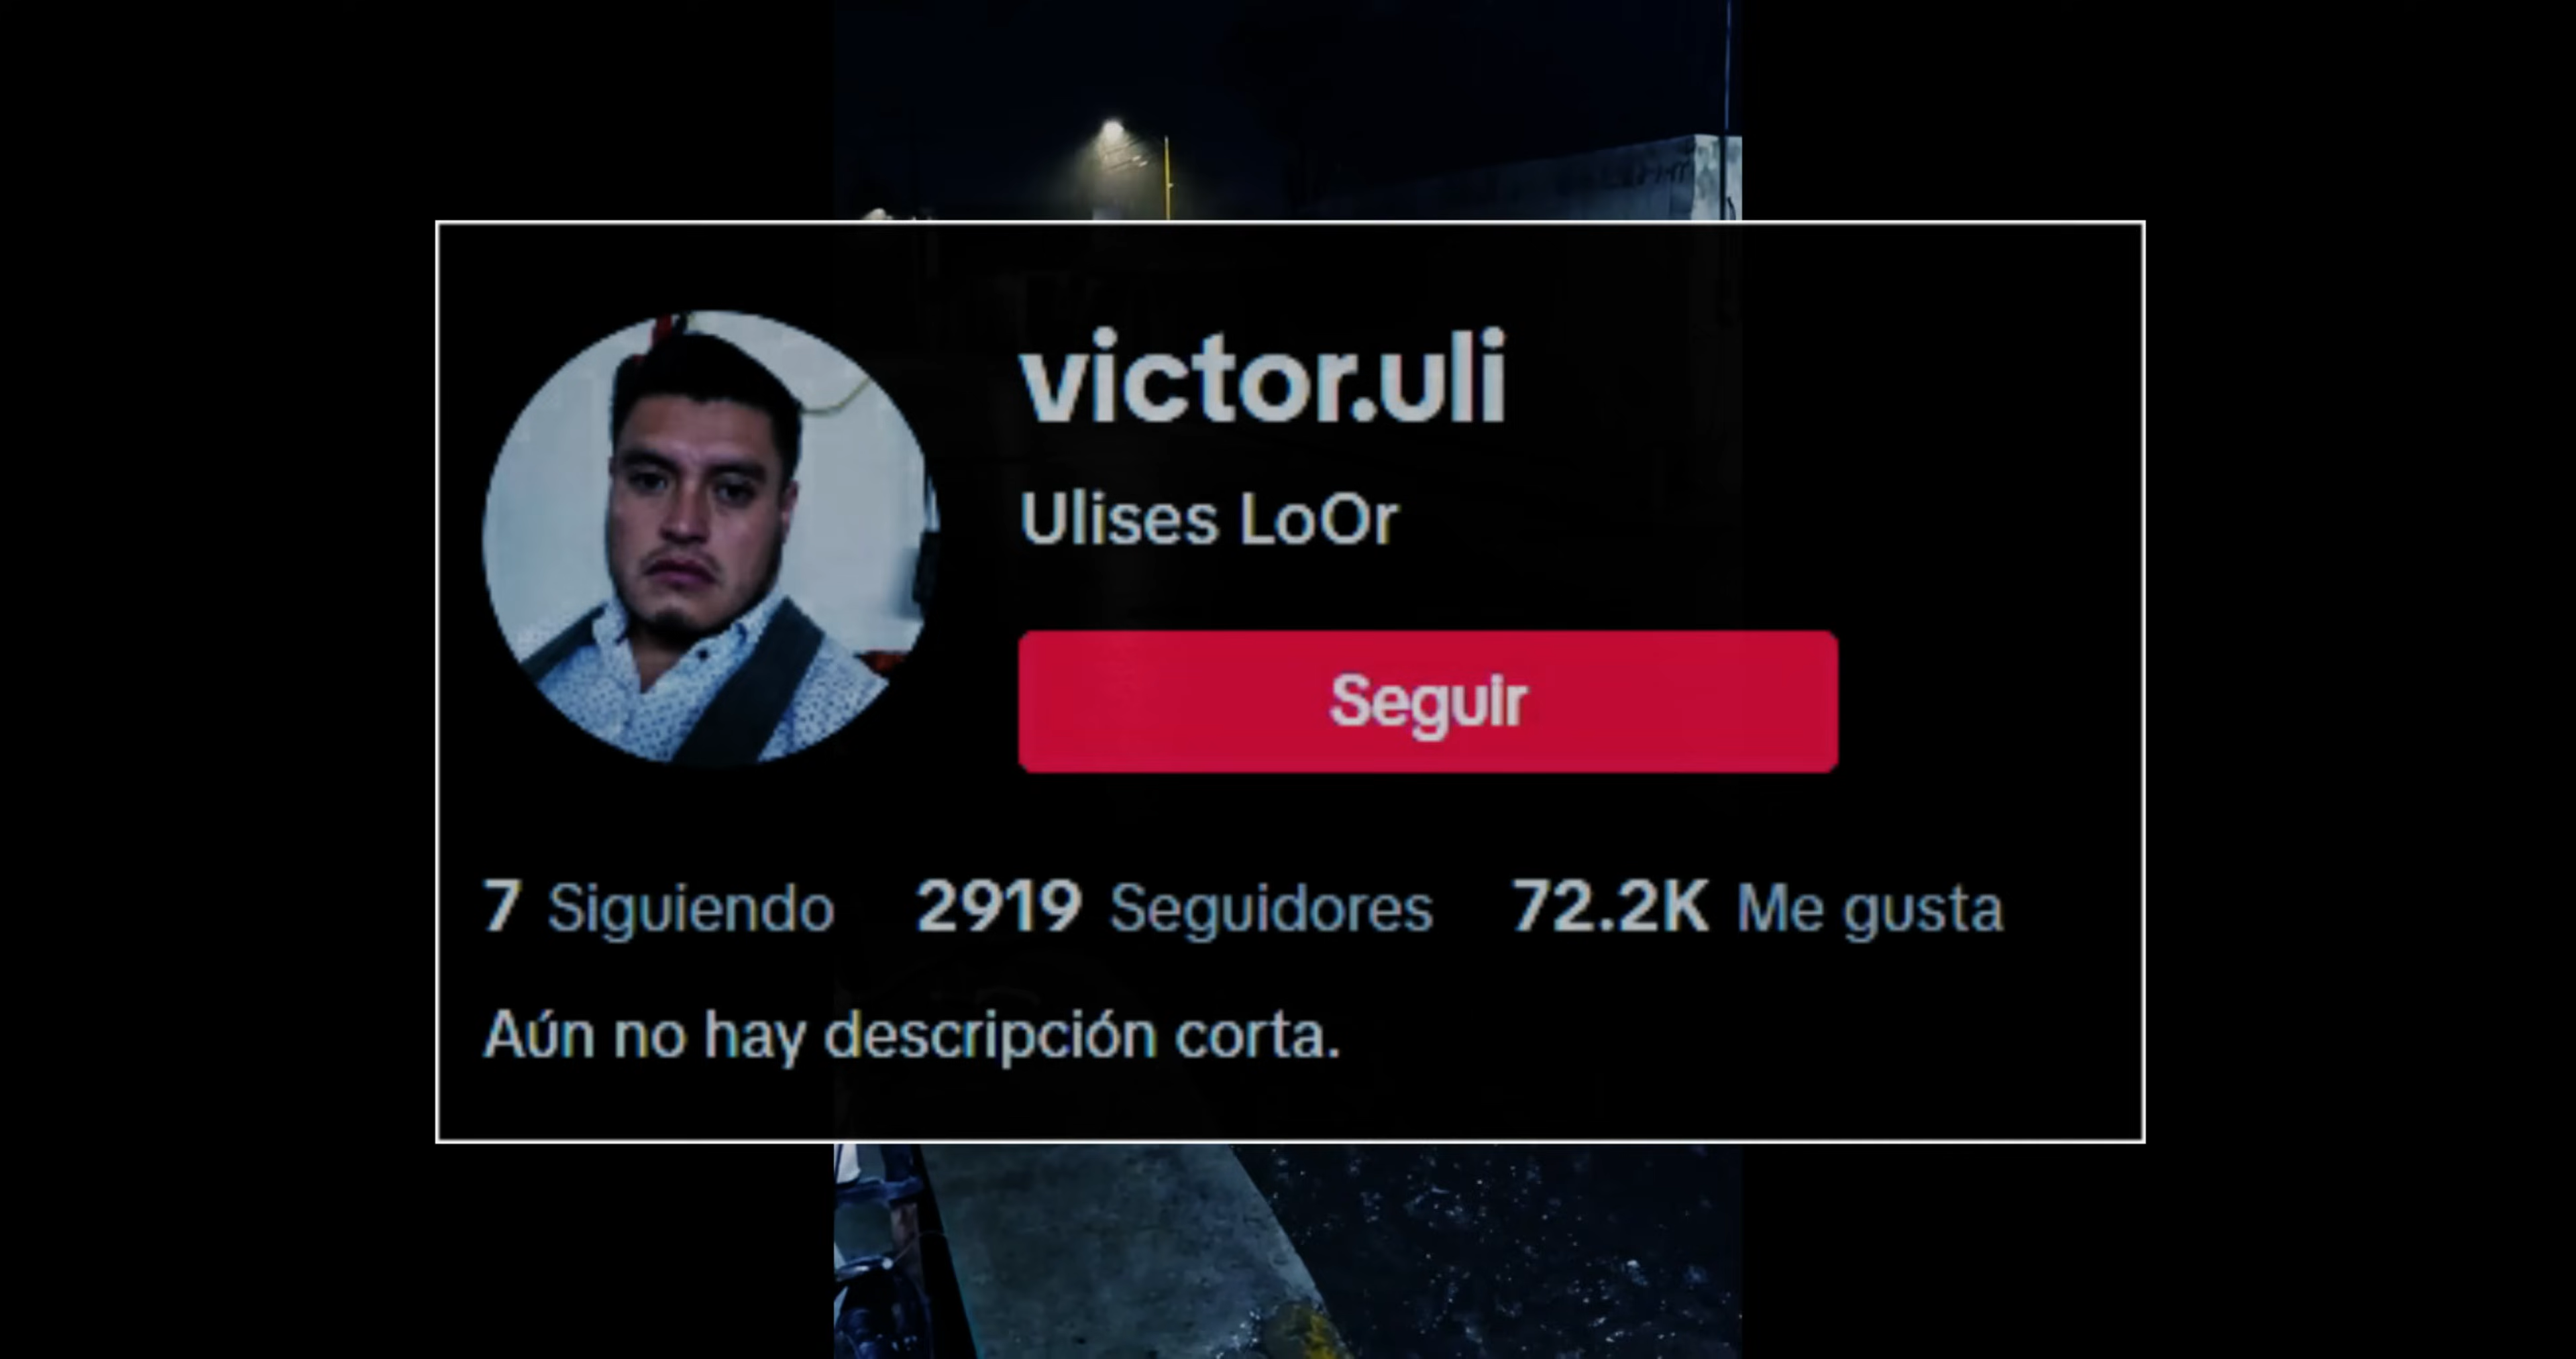 victor.uli
Ulises LoOr
Seguir
7 Siguiendo 2919 Seguidores 72.2K Me gusta
Aún no hay descripción corta.